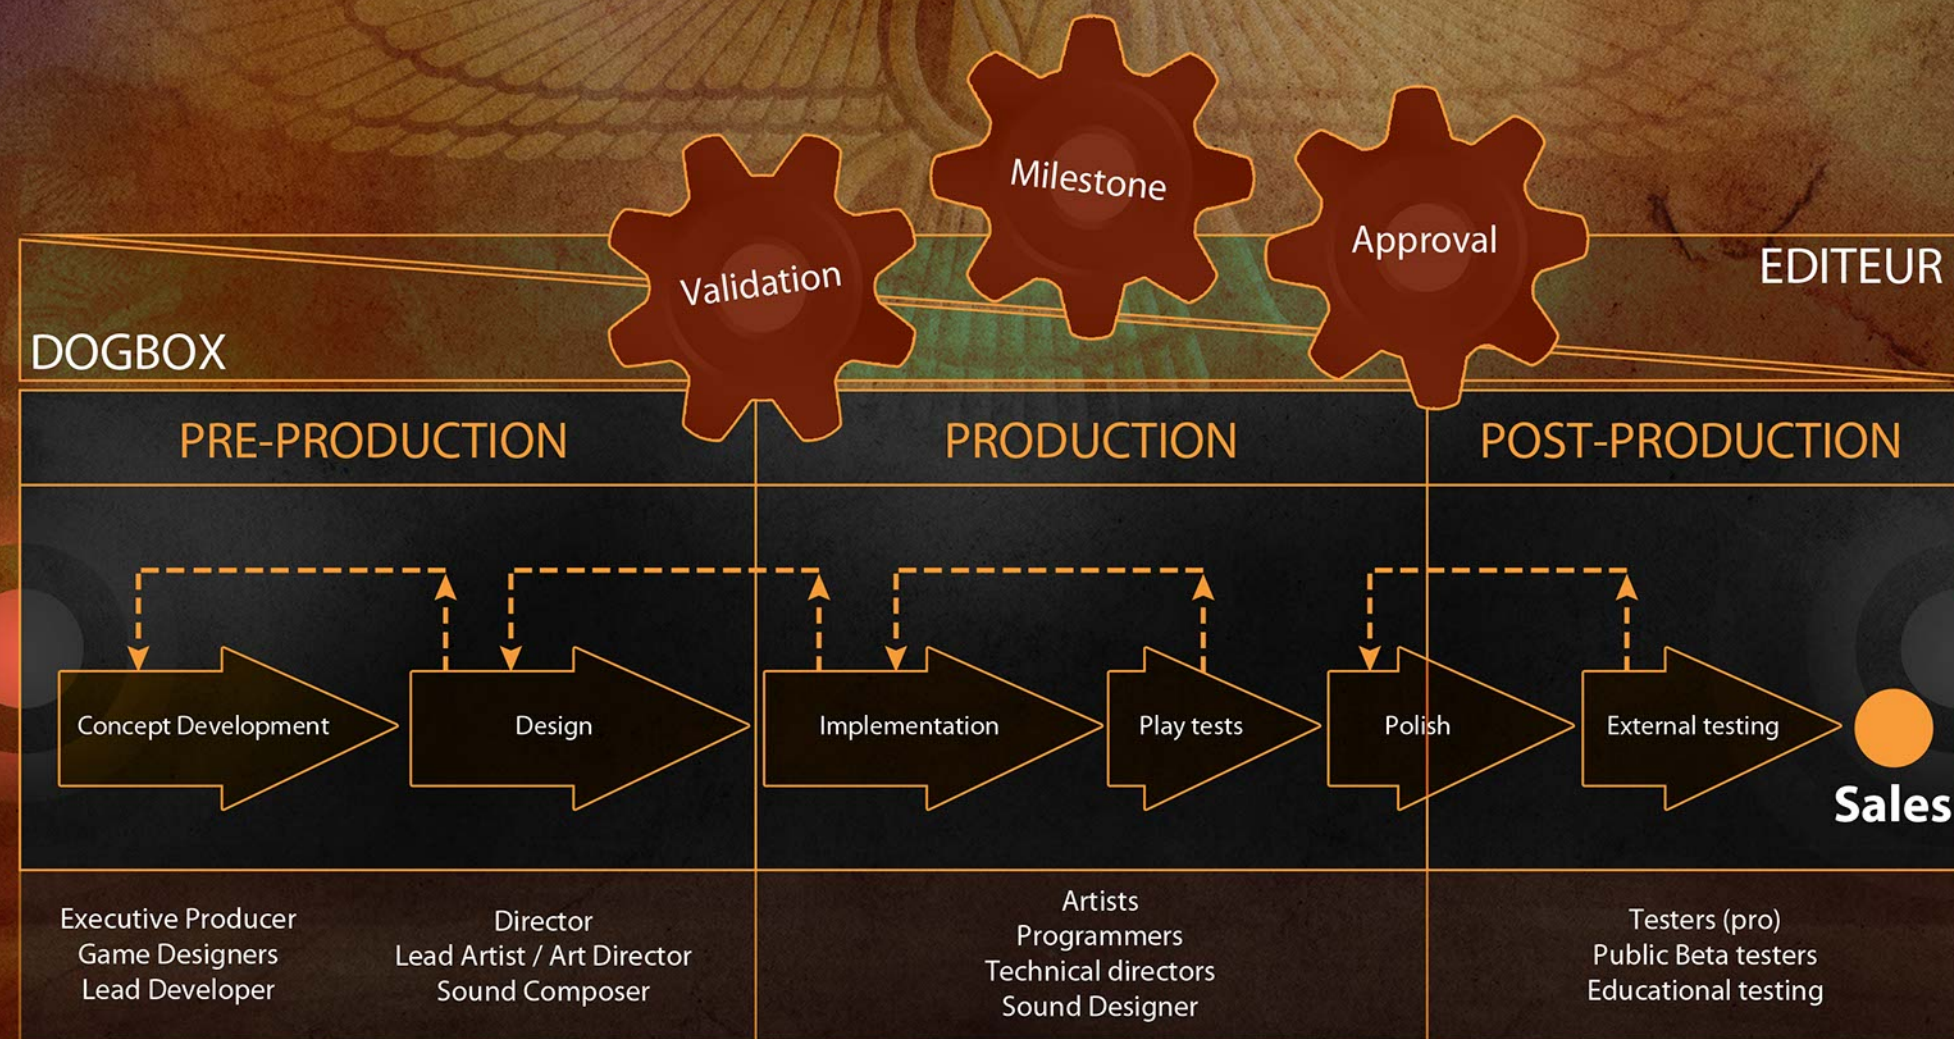 Milestone
Validation
Approval
EDITEUR
DOGBOX
PRE-PRODUCTION
PRODUCTION
POST-PRODUCTION
Concept Development
Design
Implementation
Play tests
Polish
External testing
Sales
Executive Producer
Game Designers
Lead Developer
Director
Lead Artist / Art Director
Sound Composer
Artists
Programmers
Technical directors
Sound Designer
Testers (pro)
Public Beta testers
Educational testing